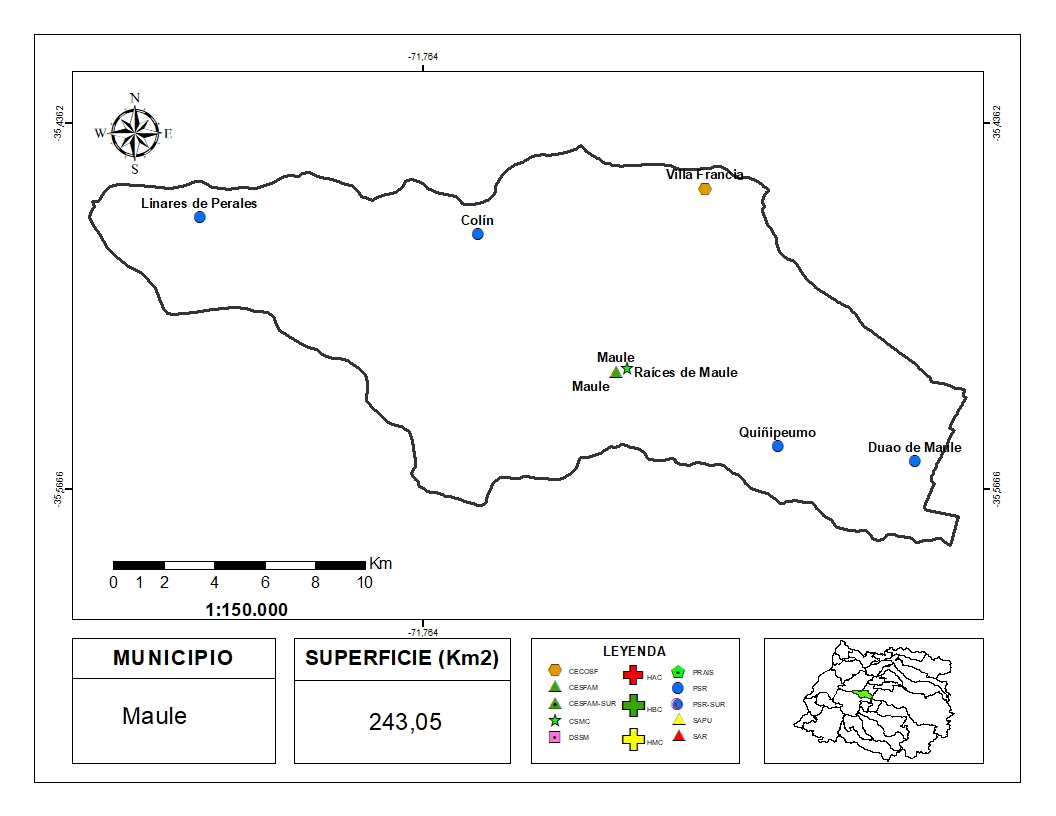 -71,764
-35,4362
-35,4362
N
W E
S
Villa Francia
Linares de Perales
Colín
Maule
Raíces de Maule
Maule
Quiñipeumo
Duao de Maule
-35,5666
-35,5666
Km
0 1 2 4 6 8 10
1:150.000
-71,764
MUNICIPIO
Maule
SUPERFICIE (Km2)
243,05
LEYENDA
CECOSF
CESFAM
CESFAM-SUR
CSMC
DSSM
HAC
HBC
HMC
PRAIS
PSR
PSR-SUR
SAPU
SAR